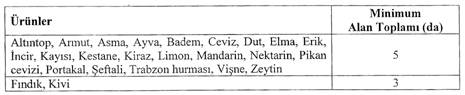 Ürünler
Minimum
Alan Toplamı (da)
Altıntop, Armut, Asma, Ayva, Badem, Ceviz, Dut, Elma, Erik,
İncir, Kayısı, Kestane, Kiraz, Limon, Mandarin, Nektarin, Pikan
cevizi, Portakal, Şeftali, Trabzon hurması, Vişne, Zeytin
5
Fındık, Kivi
3